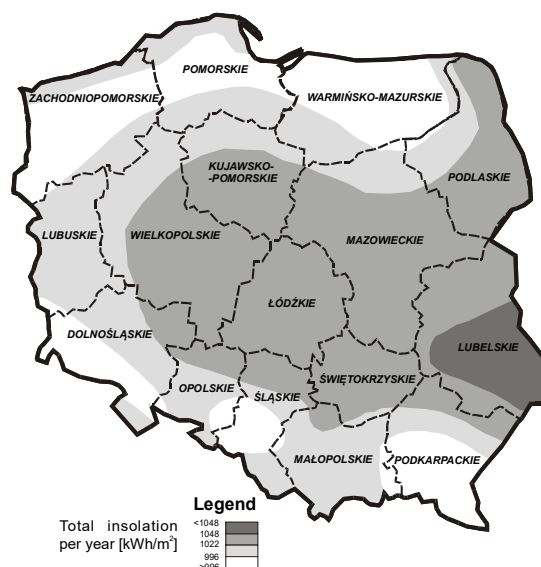 POMORSKIE
ZACHODNIOPOMORSKIE
WARMIŃSKO-MAZURSKIE
KUJAWSKO-
-POMORSKIE
PODLASKIE
LUBUSKIE
WIELKOPOLSKIE
MAZOWIECKIE
ŁÓDŹKIE
DOLNOŚLĄSKIE
LUBELSKIE
OPOLSKIE
ŚLĄSKIE
ŚWIĘTOKRZYSKIE
MAŁOPOLSKIE
PODKARPACKIE
Legend
Total insolation
per year [kWh/m²]
<1048
1048
1022
996
>996